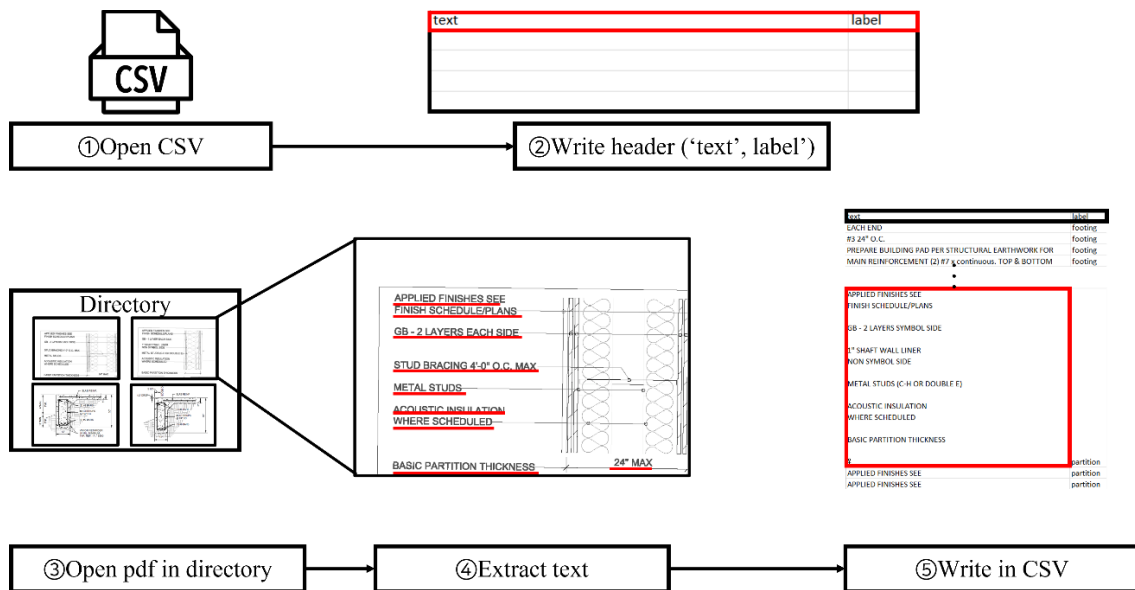 CSV
text label
①Open CSV
②Write header (‘text’, label’)
Directory
APPLIED FINISHES SEE
FINISH SCHEDULE/PLANS
GB - 2 LAYERS EACH SIDE
STUD BRACING 4'-0" O.C. MAX
METAL STUDS
ACOUSTIC INSULATION
WHERE SCHEDULED
BASIC PARTITION THICKNESS
24" MAX
text label
EACH END footing
#3 24" O.C. footing
PREPARE BUILDING PAD PER STRUCTURAL EARTHWORK FOR footing
MAIN REINFORCEMENT (2) #7 x continuous. TOP & BOTTOM footing
APPLIED FINISHES SEE
FINISH SCHEDULE/PLANS
GB - 2 LAYERS SYMBOL SIDE
1" SHAFT WALL LINER
NON SYMBOL SIDE
METAL STUDS (C-H OR DOUBLE E)
ACOUSTIC INSULATION
WHERE SCHEDULED
BASIC PARTITION THICKNESS
partition
APPLIED FINISHES SEE partition
APPLIED FINISHES SEE partition
③Open pdf in directory
④Extract text
⑤Write in CSV